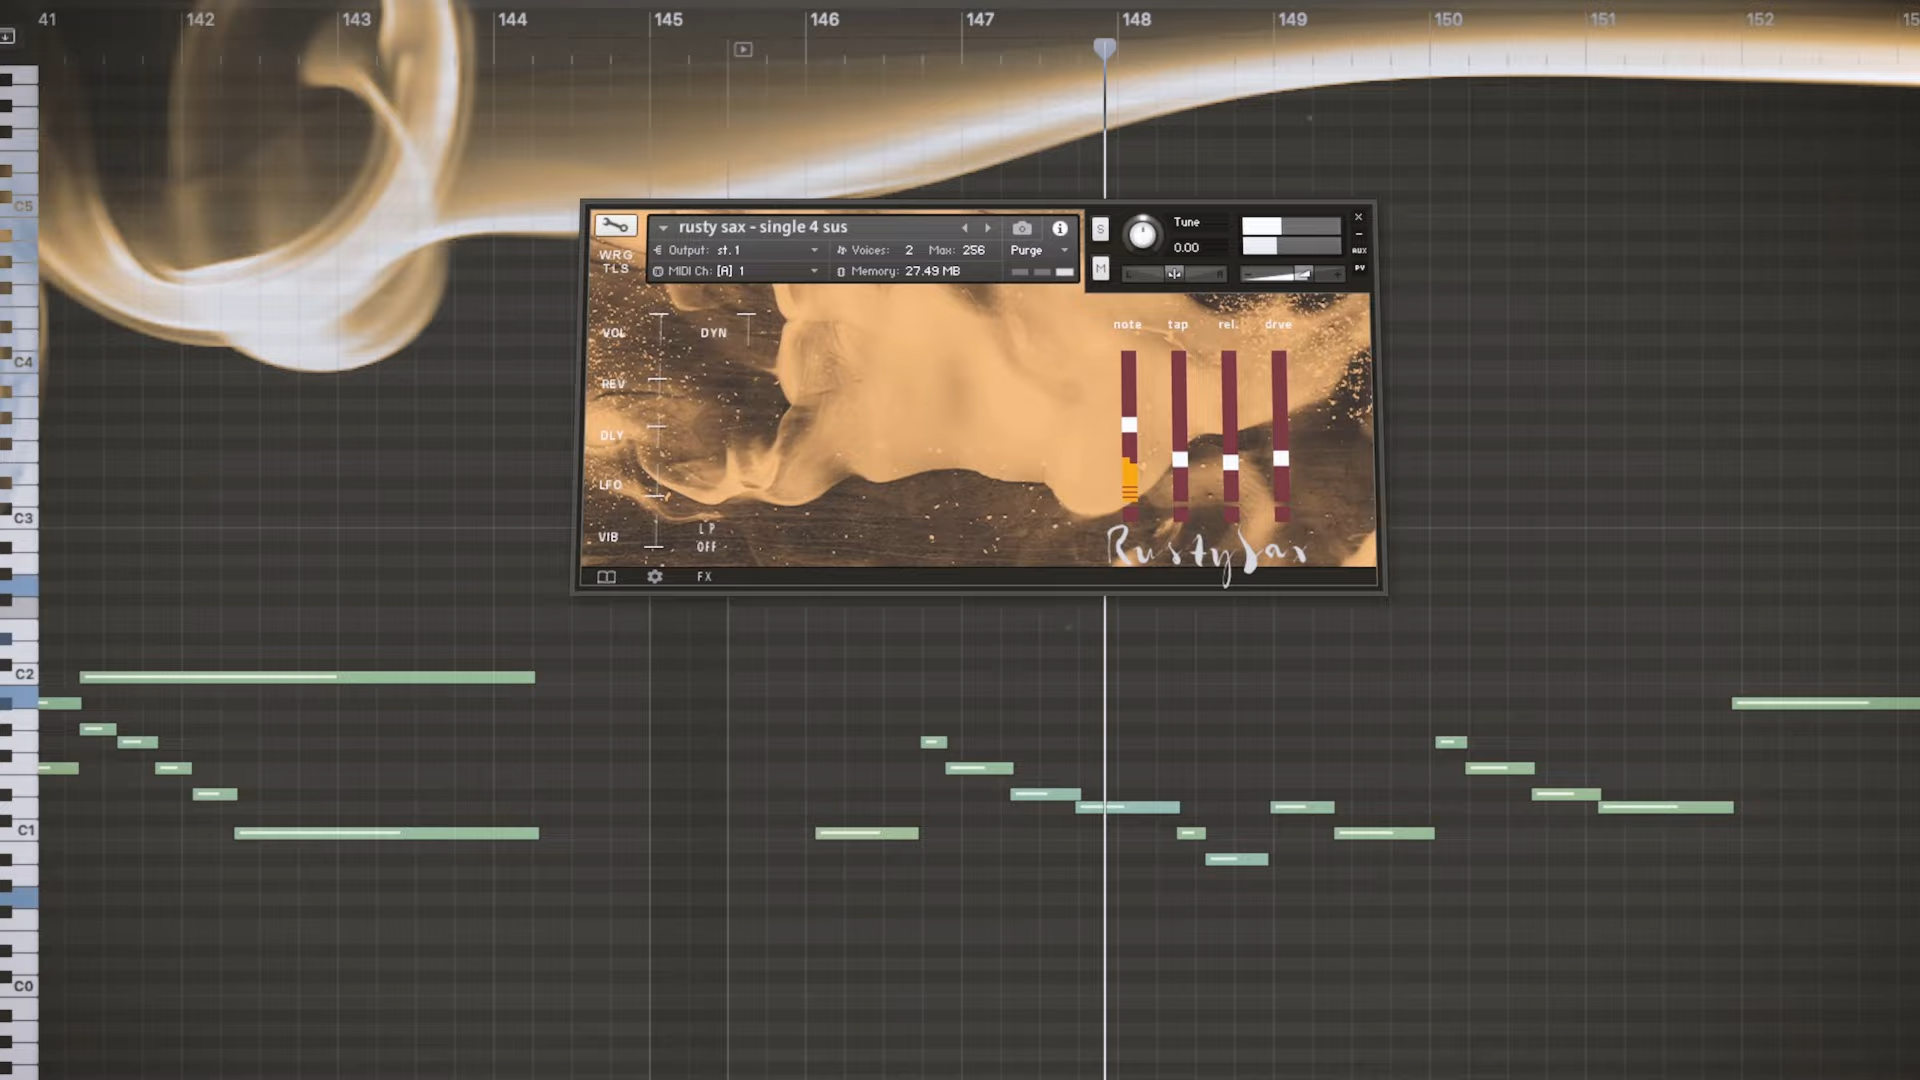 41 142 143 144 145 146 147 148 149 150 151 152 15
C5
C4
C3
C2
C1
C0
WRG
TLS
rusty sax - single 4 sus
Output: st.1
Voices: 2 Max: 256
Purge
MIDI Ch: [A] 1
Memory: 27.49 MB
S
M
Tune
0.00
L R
- +
×
AUX
PV
VOL
DYN
REV
DLY
LFO
VIB
LP
OFF
note tap rel. drve
RustySax
FX